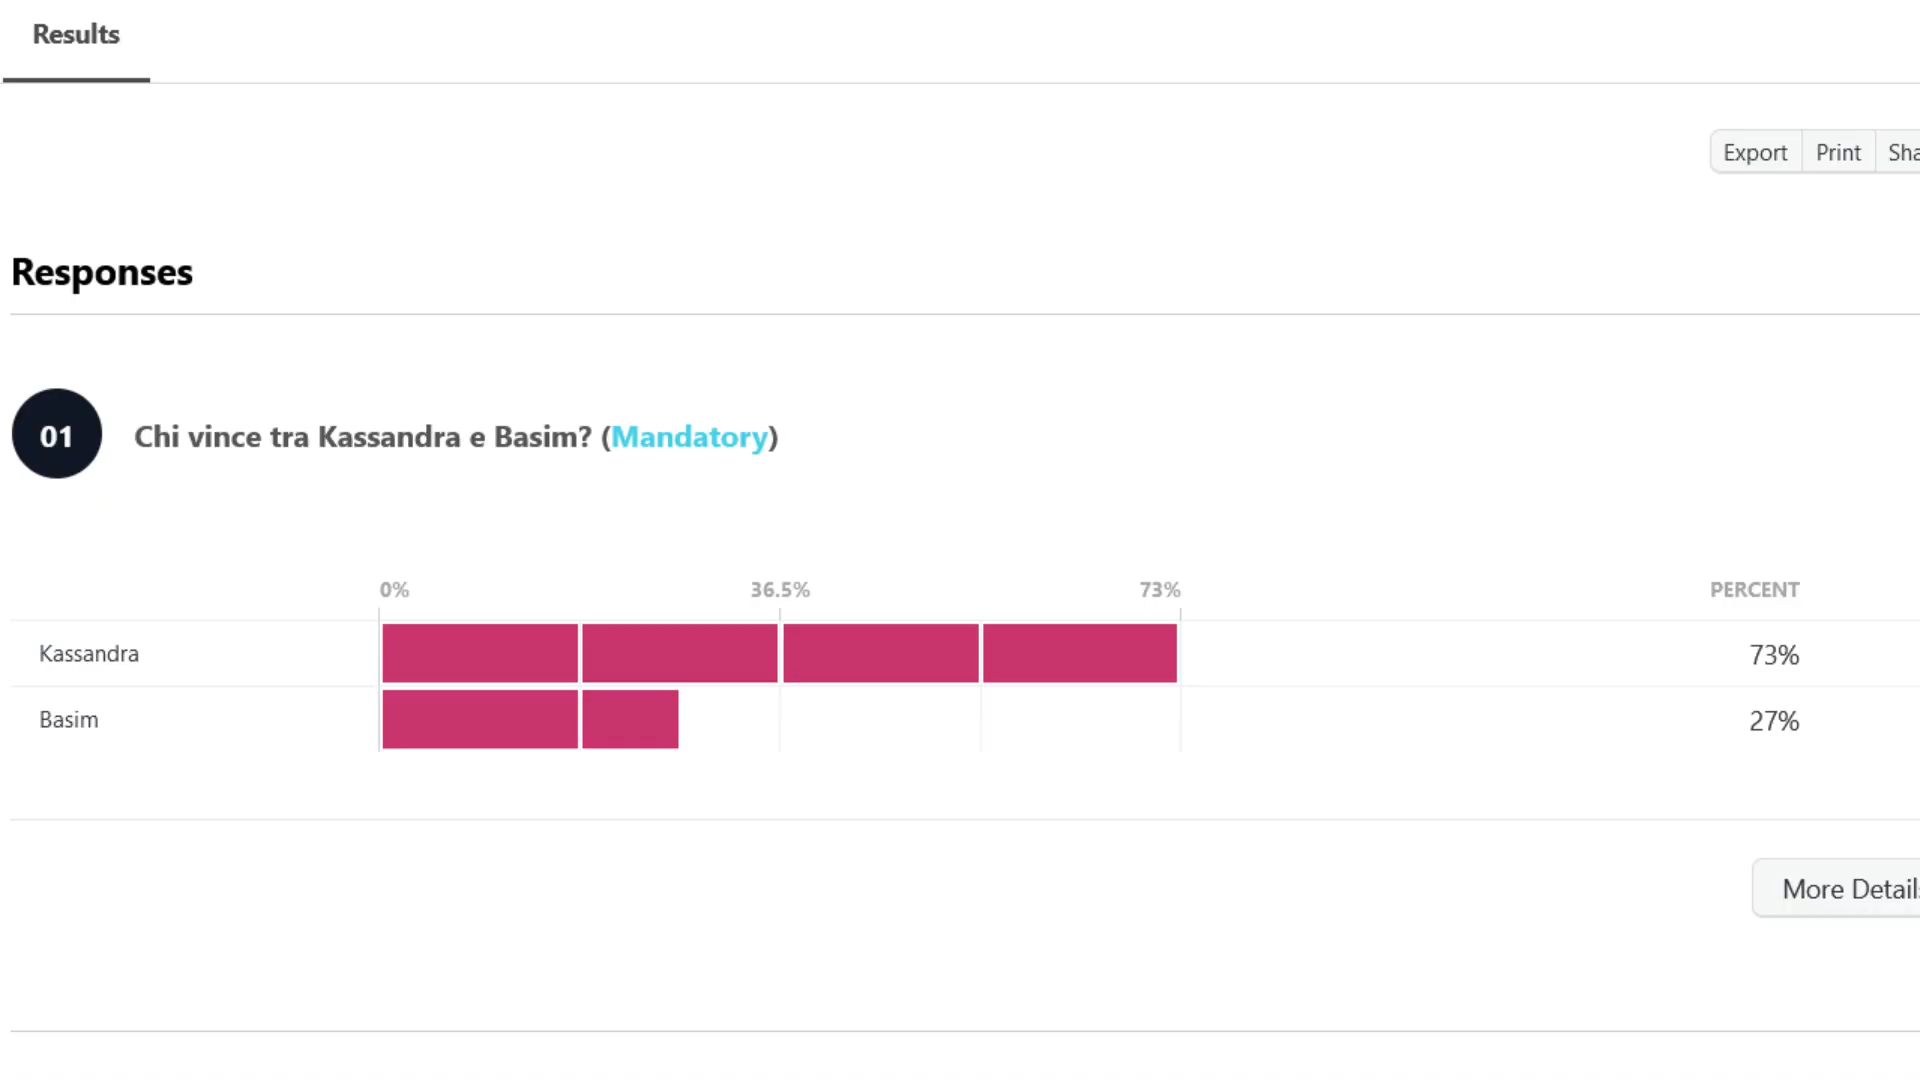 Results
Export Print Sha
Responses
01 Chi vince tra Kassandra e Basim? (Mandatory)
0% 36.5% 73% PERCENT
Kassandra 73%
Basim 27%
More Details